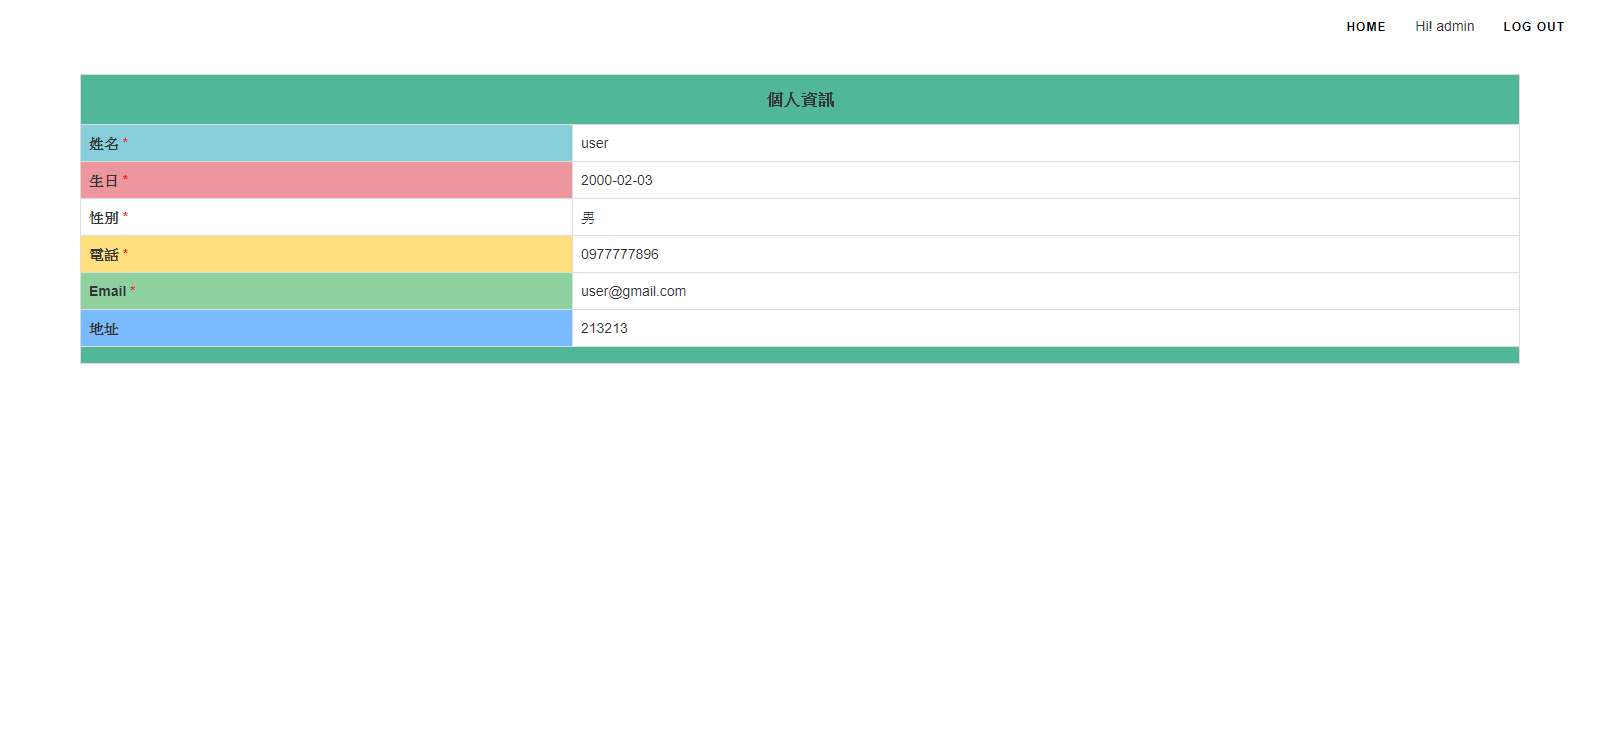 HOME Hi! admin LOG OUT
個人資訊
姓名 * user
生日 * 2000-02-03
性別 * 男
電話 * 0977777896
Email * user@gmail.com
地址 213213